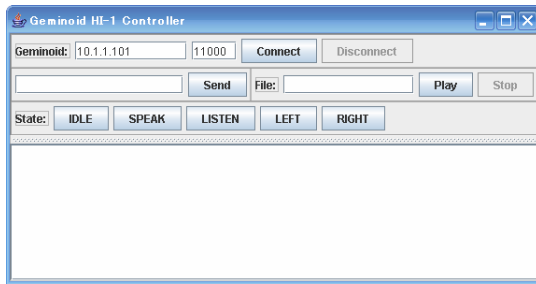 Geminoid HI-1 Controller
Geminoid: 10.1.1.101 11000 Connect Disconnect
Send File: Play Stop
State: IDLE SPEAK LISTEN LEFT RIGHT